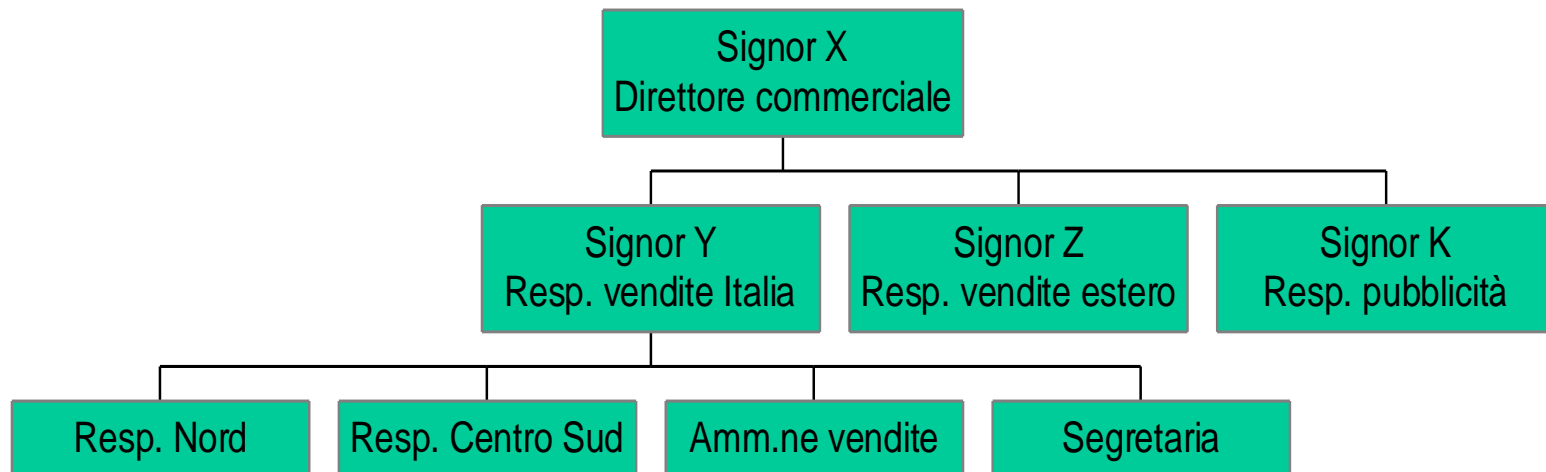 Signor X
Direttore commerciale
Signor Y
Resp. vendite Italia
Signor Z
Resp. vendite estero
Signor K
Resp. pubblicità
Resp. Nord
Resp. Centro Sud
Amm.ne vendite
Segretaria